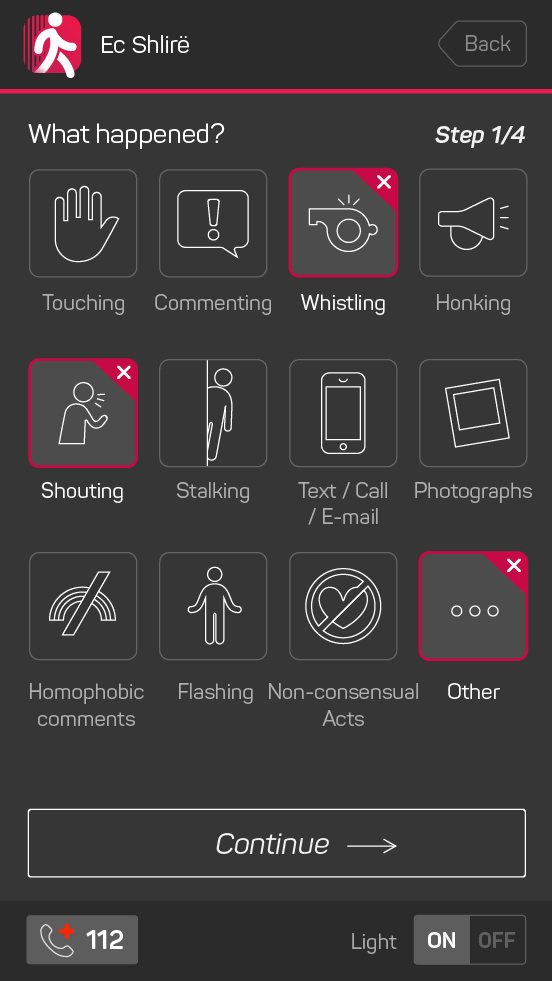 Ec Shlirë
Back
What happened?
Step 1/4
Touching
Commenting
Whistling
Honking
Shouting
Stalking
Text / Call
/ E-mail
Photographs
Homophobic
comments
Flashing
Non-consensual
Acts
Other
Continue
112
Light
ON
OFF